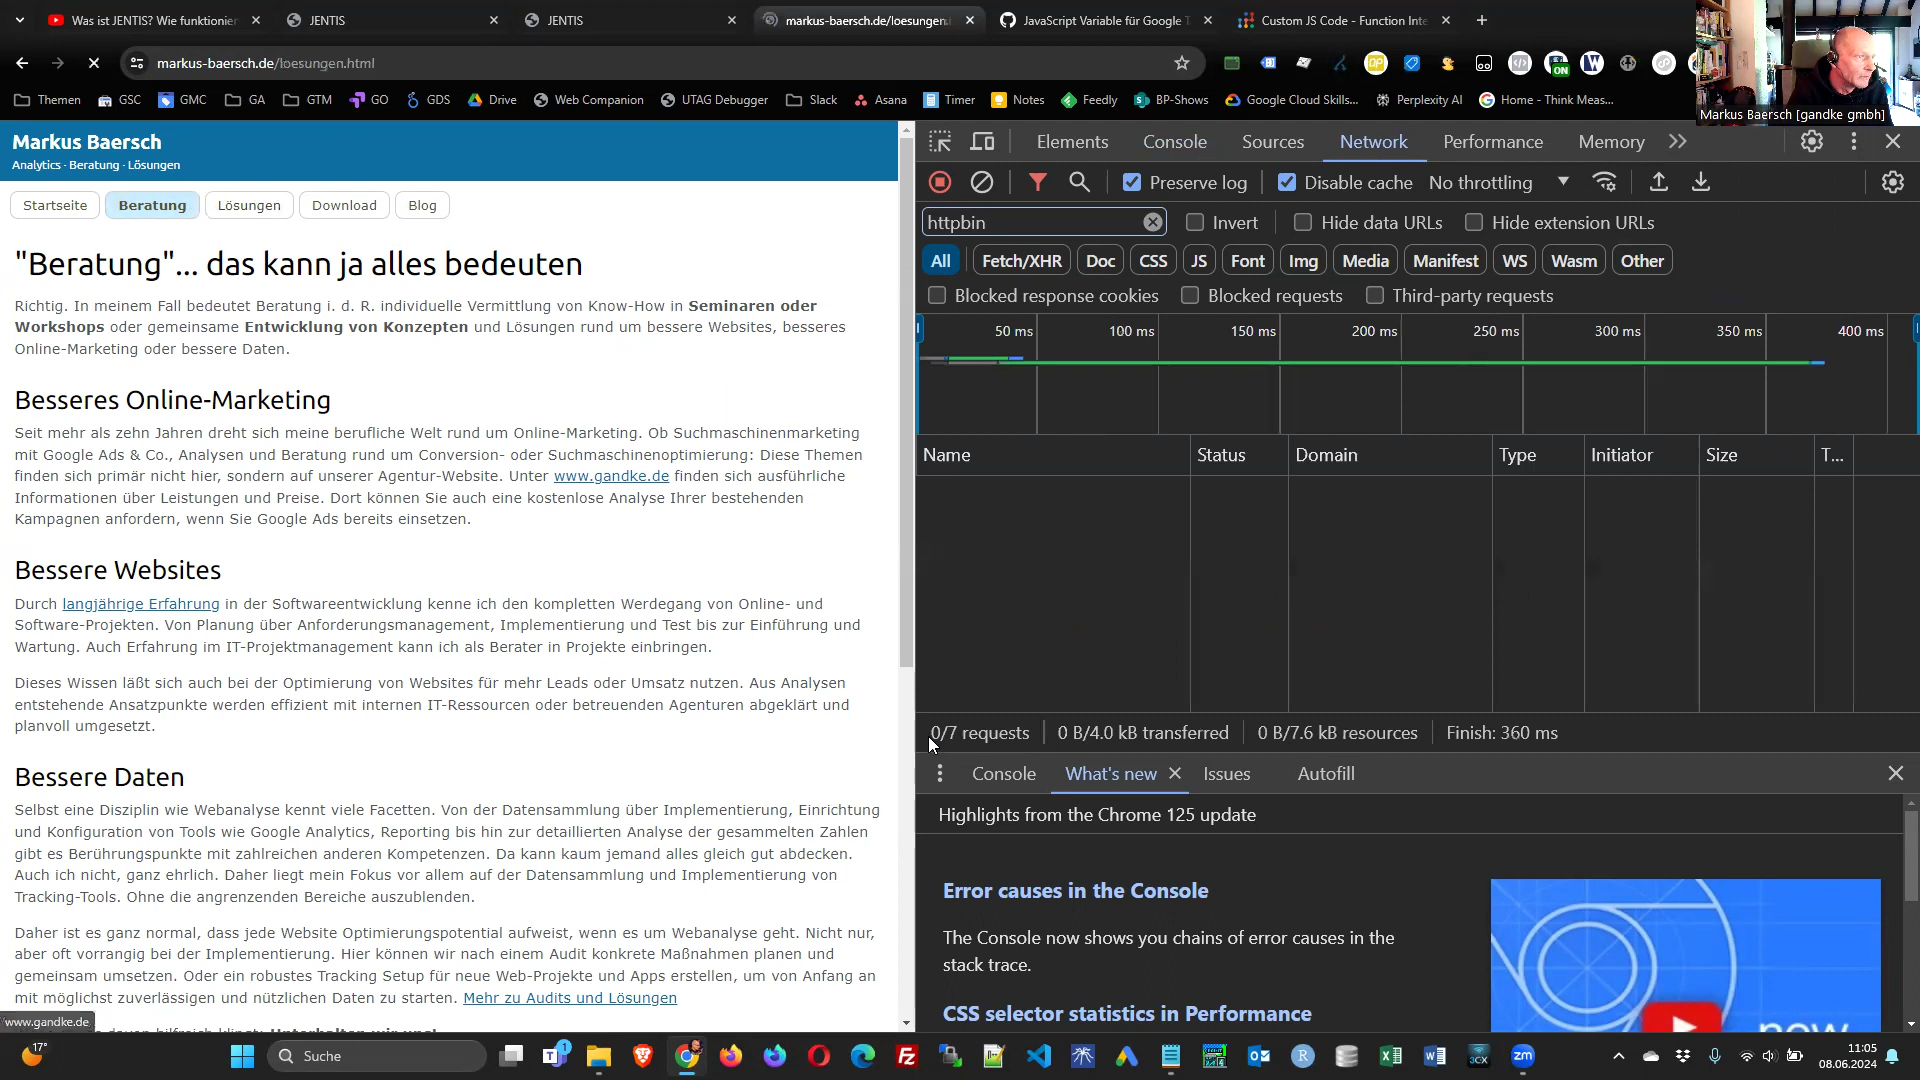 Was ist JENTIS? Wie funktionier
JENTIS
JENTIS
markus-baersch.de/loesungen.
JavaScript Variable für Google T
Custom JS Code - Function Inte
markus-baersch.de/loesungen.html
Themen
GSC
GMC
GA
GTM
GO
GDS
Drive
Web Companion
UTAG Debugger
Slack
Asana
Timer
Notes
Feedly
BP-Shows
Google Cloud Skills...
Perplexity AI
Home - Think Meas...
Markus Baersch [gandke gmbh]
Markus Baersch
Analytics · Beratung · Lösungen
Startseite
Beratung
Lösungen
Download
Blog
"Beratung"... das kann ja alles bedeuten
Richtig. In meinem Fall bedeutet Beratung i. d. R. individuelle Vermittlung von Know-How in Seminaren oder
Workshops oder gemeinsame Entwicklung von Konzepten und Lösungen rund um bessere Websites, besseres
Online-Marketing oder bessere Daten.
Besseres Online-Marketing
Seit mehr als zehn Jahren dreht sich meine berufliche Welt rund um Online-Marketing. Ob Suchmaschinenmarketing
mit Google Ads & Co., Analysen und Beratung rund um Conversion- oder Suchmaschinenoptimierung: Diese Themen
finden sich primär nicht hier, sondern auf unserer Agentur-Website. Unter www.gandke.de finden sich ausführliche
Informationen über Leistungen und Preise. Dort können Sie auch eine kostenlose Analyse Ihrer bestehenden
Kampagnen anfordern, wenn Sie Google Ads bereits einsetzen.
Bessere Websites
Durch langjährige Erfahrung in der Softwareentwicklung kenne ich den kompletten Werdegang von Online- und
Software-Projekten. Von Planung über Anforderungsmanagement, Implementierung und Test bis zur Einführung und
Wartung. Auch Erfahrung im IT-Projektmanagement kann ich als Berater in Projekte einbringen.
Dieses Wissen läßt sich auch bei der Optimierung von Websites für mehr Leads oder Umsatz nutzen. Aus Analysen
entstehende Ansatzpunkte werden effizient mit internen IT-Ressourcen oder betreuenden Agenturen abgeklärt und
planvoll umgesetzt.
Bessere Daten
Selbst eine Disziplin wie Webanalyse kennt viele Facetten. Von der Datensammlung über Implementierung, Einrichtung
und Konfiguration von Tools wie Google Analytics, Reporting bis hin zur detaillierten Analyse der gesammelten Zahlen
gibt es Berührungspunkte mit zahlreichen anderen Kompetenzen. Da kann kaum jemand alles gleich gut abdecken.
Auch ich nicht, ganz ehrlich. Daher liegt mein Fokus vor allem auf der Datensammlung und Implementierung von
Tracking-Tools. Ohne die angrenzenden Bereiche auszublenden.
Daher ist es ganz normal, dass jede Website Optimierungspotential aufweist, wenn es um Webanalyse geht. Nicht nur,
aber oft vorrangig bei der Implementierung. Hier können wir nach einem Audit konkrete Maßnahmen planen und
gemeinsam umsetzen. Oder ein robustes Tracking Setup für neue Web-Projekte und Apps erstellen, um von Anfang an
mit möglichst zuverlässigen und nützlichen Daten zu starten. Mehr zu Audits und Lösungen
www.gandke.de
Elements
Console
Sources
Network
Performance
Memory
Preserve log
Disable cache
No throttling
httpbin
Invert
Hide data URLs
Hide extension URLs
All
Fetch/XHR
Doc
CSS
JS
Font
Img
Media
Manifest
WS
Wasm
Other
Blocked response cookies
Blocked requests
Third-party requests
50 ms
100 ms
150 ms
200 ms
250 ms
300 ms
350 ms
400 ms
Name
Status
Domain
Type
Initiator
Size
T...
0/7 requests
0 B/4.0 kB transferred
0 B/7.6 kB resources
Finish: 360 ms
Console
What's new
Issues
Autofill
Highlights from the Chrome 125 update
Error causes in the Console
The Console now shows you chains of error causes in the
stack trace.
CSS selector statistics in Performance
now
17°
Suche
11:05
08.06.2024